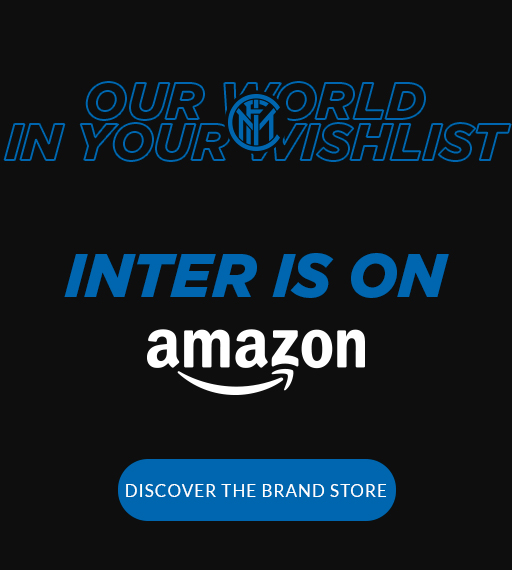 OUR WORLD
IN YOUR WISHLIST
INTER IS ON
amazon
DISCOVER THE BRAND STORE